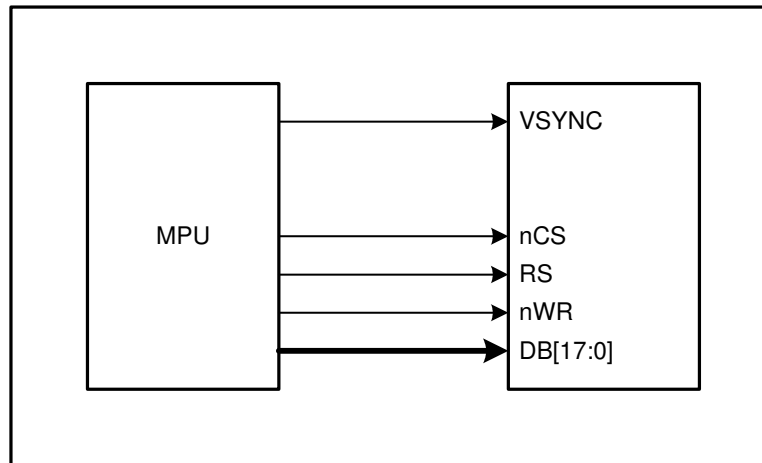 VSYNC
MPU
nCS
RS
nWR
DB[17:0]